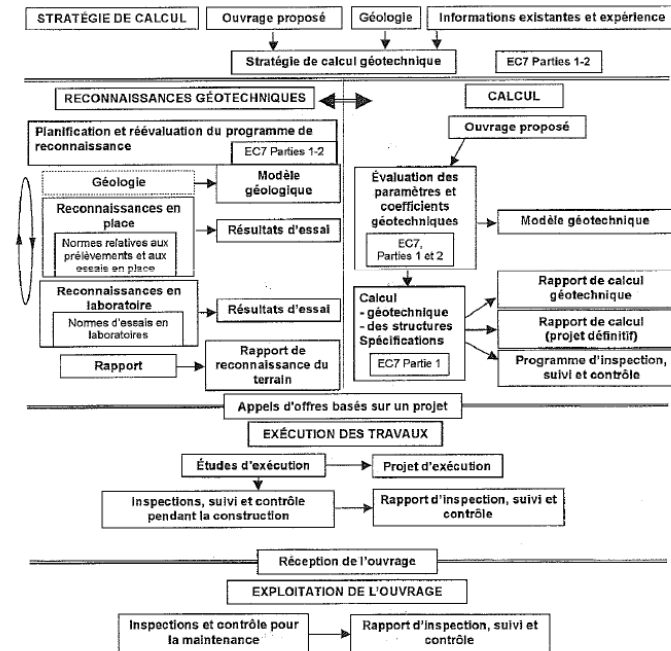 STRATÉGIE DE CALCUL
Ouvrage proposé
Géologie
Informations existantes et expérience
Stratégie de calcul géotechnique
EC7 Parties 1-2
RECONNAISSANCES GÉOTECHNIQUES
CALCUL
Planification et réévaluation du programme de
reconnaissance
EC7 Parties 1-2
Ouvrage proposé
Géologie
Modèle
géologique
Reconnaissances en
place
Normes relatives aux
prélèvements et aux
essais en place
Résultats d'essai
Reconnaissances en
laboratoire
Normes d'essais en
laboratoires
Résultats d'essai
Rapport
Rapport de
reconnaissance du
terrain
Évaluation des
paramètres et
coefficients
géotechniques
EC7,
Parties 1 et 2
Modèle géotechnique
Calcul
- géotechnique
- des structures
Spécifications
EC7 Partie 1
Rapport de calcul
géotechnique
Rapport de calcul
(projet définitif)
Programme d'inspection,
suivi et contrôle
Appels d'offres basés sur un projet
EXÉCUTION DES TRAVAUX
Études d'exécution
Projet d'exécution
Inspections, suivi et contrôle
pendant la construction
Rapport d'inspection, suivi et
contrôle
Réception de l'ouvrage
EXPLOITATION DE L'OUVRAGE
Inspections et contrôle pour
la maintenance
Rapport d'inspection, suivi et
contrôle